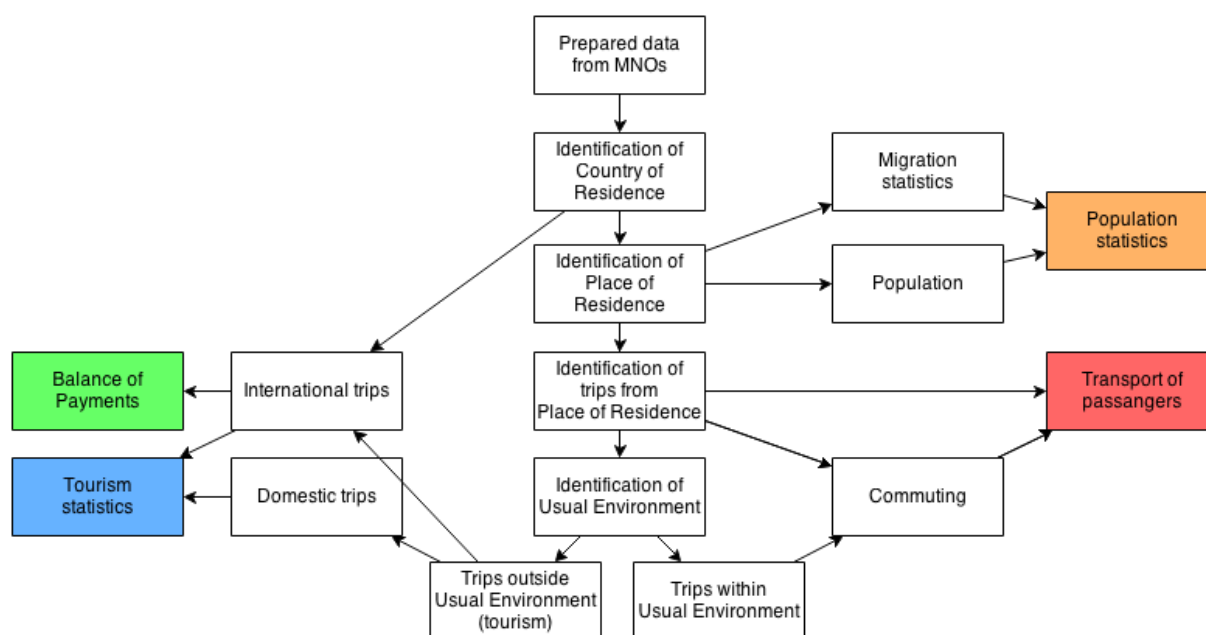 Prepared data
from MNOs
Identification of
Country of
Residence
Migration
statistics
Population
statistics
Identification of
Place of
Residence
Population
Balance of
Payments
International trips
Identification of
trips from
Place of Residence
Transport of
passangers
Tourism
statistics
Domestic trips
Identification of
Usual Environment
Commuting
Trips outside
Usual Environment
(tourism)
Trips within
Usual Environment